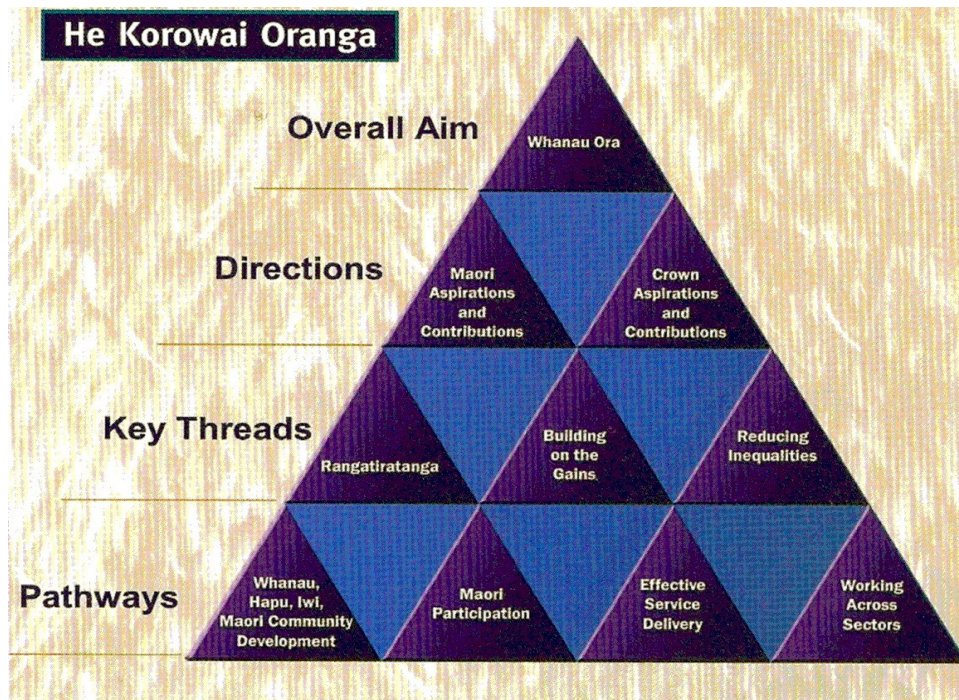 He Korowai Oranga
Overall Aim
Whanau Ora
Directions
Maori
Aspirations
and
Contributions
Crown
Aspirations
and
Contributions
Key Threads
Rangatiratanga
Building
on the
Gains
Reducing
Inequalities
Pathways
Whanau,
Hapu, Iwi,
Maori Community
Development
Maori
Participation
Effective
Service
Delivery
Working
Across
Sectors